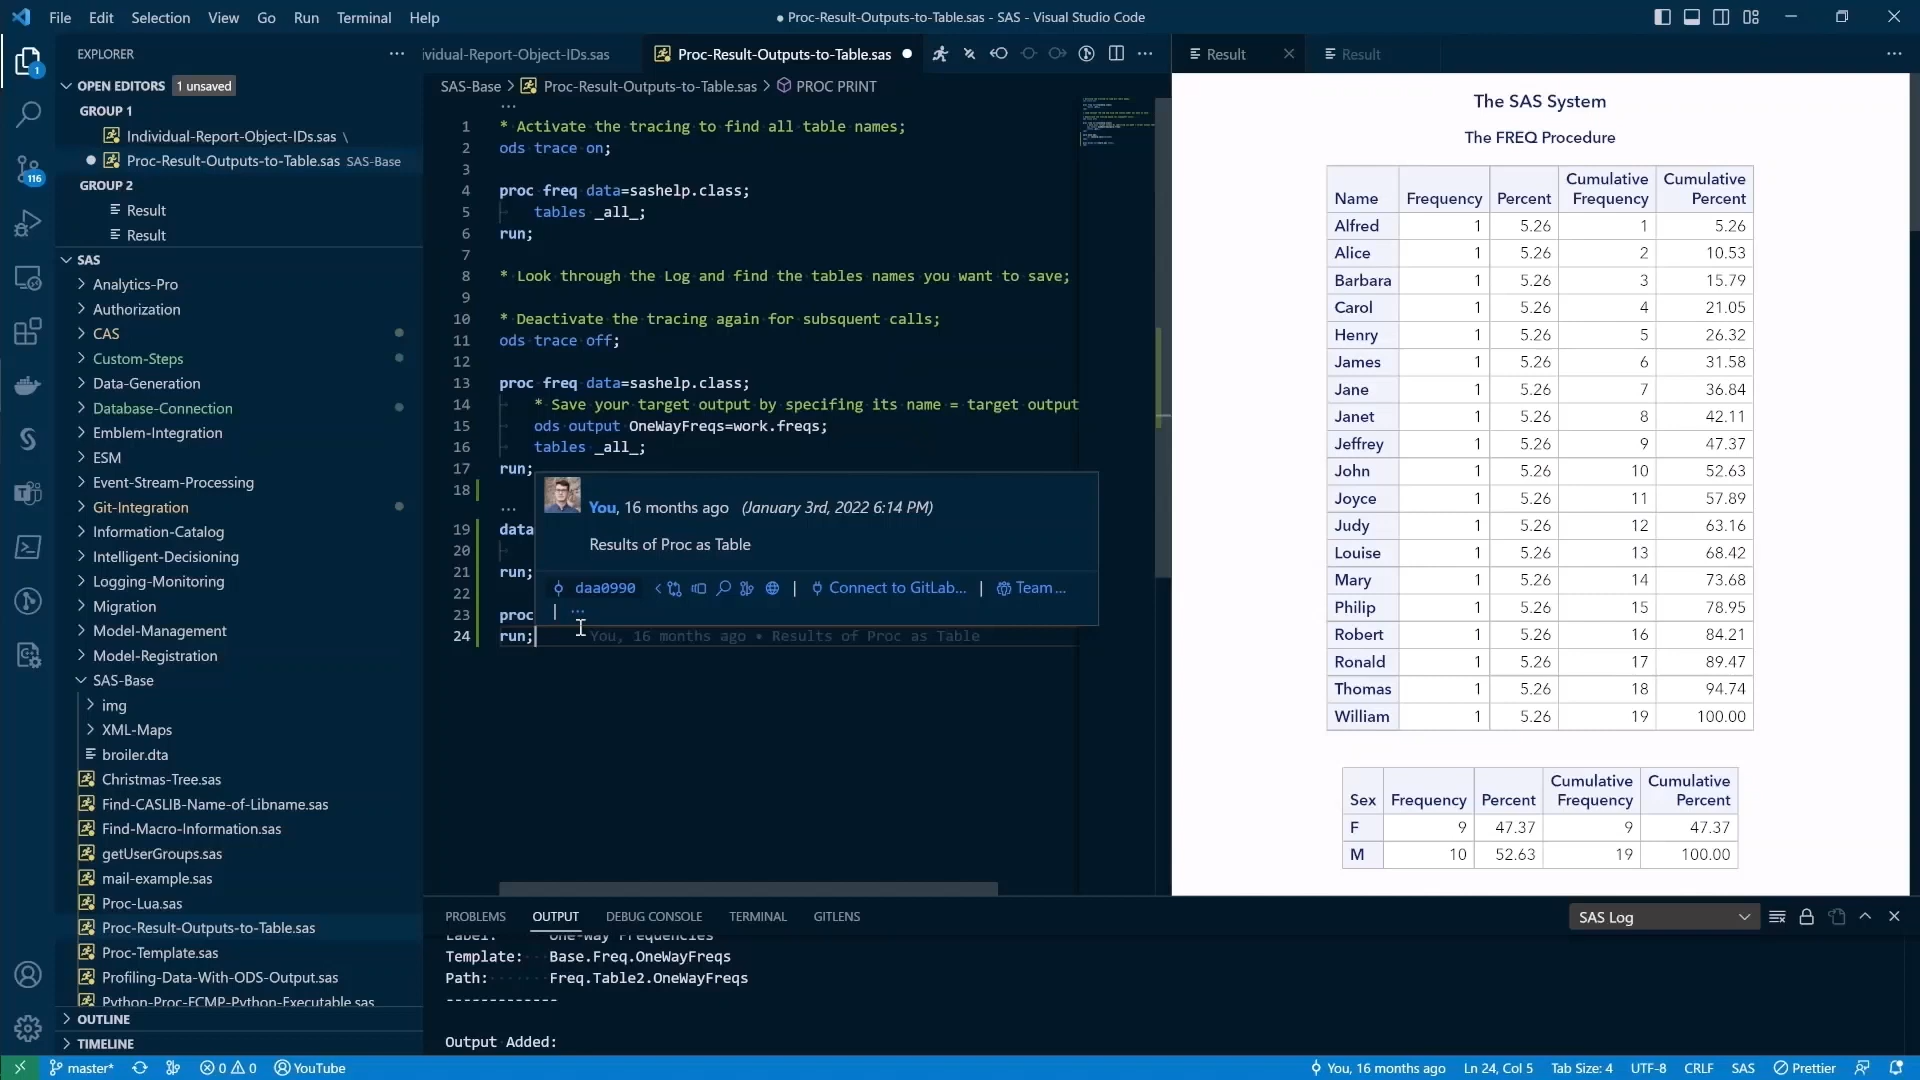 File Edit Selection View Go Run Terminal Help
● Proc-Result-Outputs-to-Table.sas - SAS - Visual Studio Code
EXPLORER
OPEN EDITORS 1 unsaved
GROUP 1
Individual-Report-Object-IDs.sas \
Proc-Result-Outputs-to-Table.sas SAS-Base
GROUP 2
Result
Result
SAS
Analytics-Pro
Authorization
CAS
Custom-Steps
Data-Generation
Database-Connection
Emblem-Integration
ESM
Event-Stream-Processing
Git-Integration
Information-Catalog
Intelligent-Decisioning
Logging-Monitoring
Migration
Model-Management
Model-Registration
SAS-Base
img
XML-Maps
broiler.dta
Christmas-Tree.sas
Find-CASLIB-Name-of-Libname.sas
Find-Macro-Information.sas
getUserGroups.sas
mail-example.sas
Proc-Lua.sas
Proc-Result-Outputs-to-Table.sas
Proc-Template.sas
Profiling-Data-With-ODS-Output.sas
Python-Proc-FCMP-Python-Executable.sas
OUTLINE
TIMELINE
1
116
ividual-Report-Object-IDs.sas
Proc-Result-Outputs-to-Table.sas
SAS-Base > Proc-Result-Outputs-to-Table.sas > PROC PRINT
...
1 * Activate the tracing to find all table names;
2 ods trace on;
3
4 proc freq data=sashelp.class;
5 tables _all_;
6 run;
7
8 * Look through the Log and find the tables names you want to save;
9
10 * Deactivate the tracing again for subsquent calls;
11 ods trace off;
12
13 proc freq data=sashelp.class;
14 * Save your target output by specifing its name = target output
15 ods output OneWayFreqs=work.freqs;
16 tables _all_;
17 run;
18
...
19 data
20
21 run;
22
23 proc
24 run; You, 16 months ago • Results of Proc as Table
You, 16 months ago (January 3rd, 2022 6:14 PM)
Results of Proc as Table
daa0990 | Connect to GitLab... | Team...
| ...
Result
Result
The SAS System
The FREQ Procedure
Name Frequency Percent Cumulative Frequency Cumulative Percent
Alfred 1 5.26 1 5.26
Alice 1 5.26 2 10.53
Barbara 1 5.26 3 15.79
Carol 1 5.26 4 21.05
Henry 1 5.26 5 26.32
James 1 5.26 6 31.58
Jane 1 5.26 7 36.84
Janet 1 5.26 8 42.11
Jeffrey 1 5.26 9 47.37
John 1 5.26 10 52.63
Joyce 1 5.26 11 57.89
Judy 1 5.26 12 63.16
Louise 1 5.26 13 68.42
Mary 1 5.26 14 73.68
Philip 1 5.26 15 78.95
Robert 1 5.26 16 84.21
Ronald 1 5.26 17 89.47
Thomas 1 5.26 18 94.74
William 1 5.26 19 100.00
Sex Frequency Percent Cumulative Frequency Cumulative Percent
F 9 47.37 9 47.37
M 10 52.63 19 100.00
PROBLEMS OUTPUT DEBUG CONSOLE TERMINAL GITLENS
SAS Log
Label: One-Way Frequencies
Template: Base.Freq.OneWayFreqs
Path: Freq.Table2.OneWayFreqs
-------------
Output Added:
master* 0 0 YouTube
You, 16 months ago Ln 24, Col 5 Tab Size: 4 UTF-8 CRLF SAS Prettier